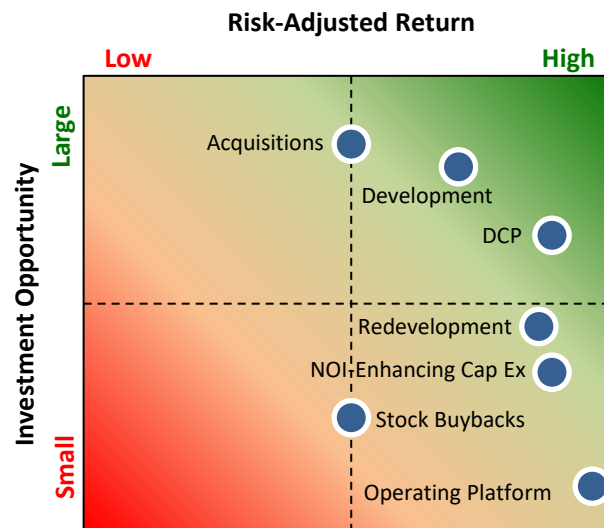 Risk-Adjusted Return
Low
High
Large
Investment Opportunity
Small
Acquisitions
Development
DCP
Redevelopment
NOI-Enhancing Cap Ex
Stock Buybacks
Operating Platform